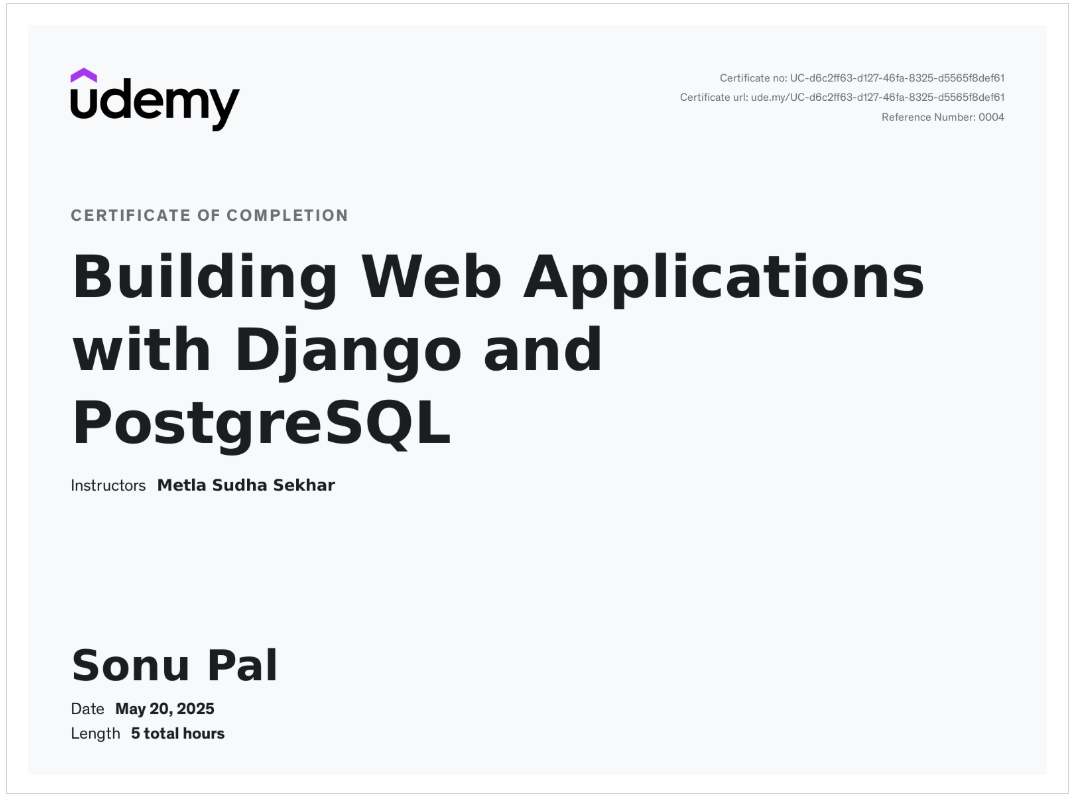 udemy
Certificate no: UC-d6c2ff63-d127-46fa-8325-d5565f8def61
Certificate url: ude.my/UC-d6c2ff63-d127-46fa-8325-d5565f8def61
Reference Number: 0004
CERTIFICATE OF COMPLETION
Building Web Applications
with Django and
PostgreSQL
Instructors Metla Sudha Sekhar
Sonu Pal
Date May 20, 2025
Length 5 total hours